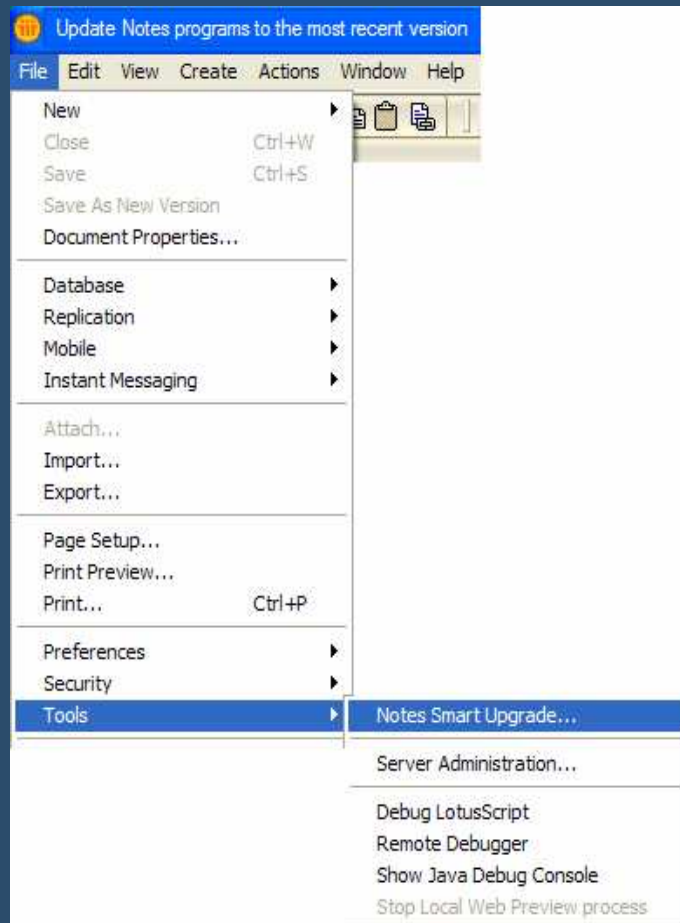 Update Notes programs to the most recent version
File Edit View Create Actions Window Help
New
Close Ctrl+W
Save Ctrl+S
Save As New Version
Document Properties...
Database
Replication
Mobile
Instant Messaging
Attach...
Import...
Export...
Page Setup...
Print Preview...
Print... Ctrl+P
Preferences
Security
Tools Notes Smart Upgrade...
Server Administration...
Debug LotusScript
Remote Debugger
Show Java Debug Console
Stop Local Web Preview process